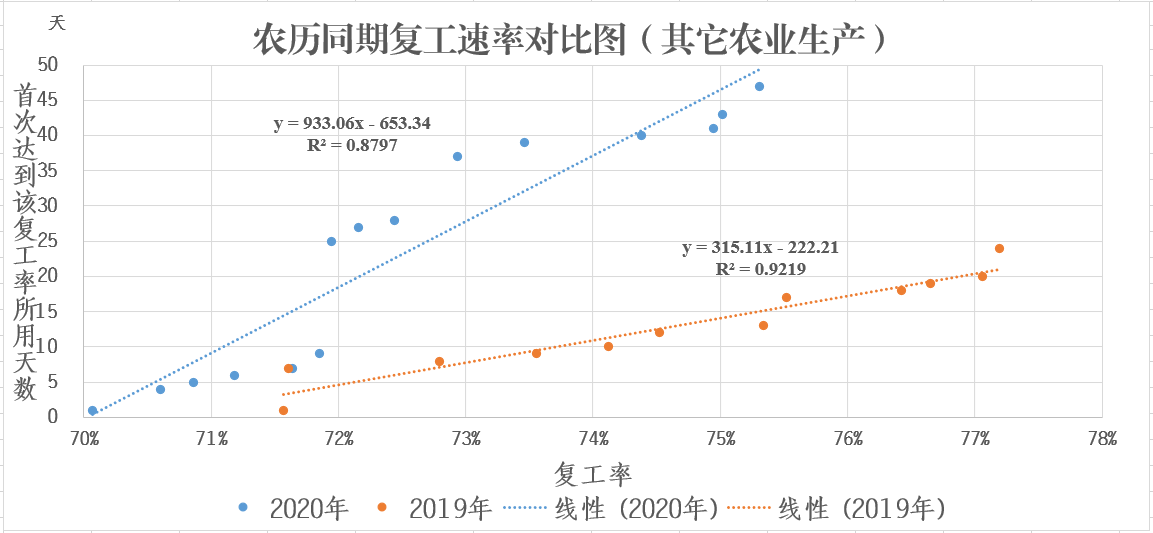 天
农历同期复工速率对比图（其它农业生产）
首次达到该复工率所用天数
50
45
40
35
30
25
20
15
10
5
0
y = 933.06x - 653.34
R² = 0.8797
y = 315.11x - 222.21
R² = 0.9219
70% 71% 72% 73% 74% 75% 76% 77% 78%
复工率
2020年 2019年 线性 (2020年) 线性 (2019年)